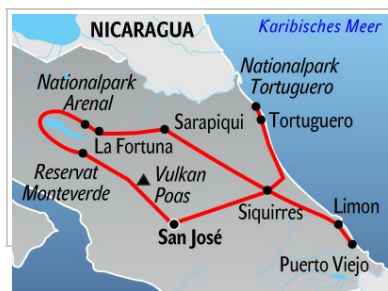 NICARAGUA
Karibisches Meer
Nationalpark
Tortuguero
Nationalpark
Arenal
Tortuguero
Sarapiqui
La Fortuna
Reservat
Monteverde
Vulkan
Poas
Siquirres
Limon
San José
Puerto Viejo